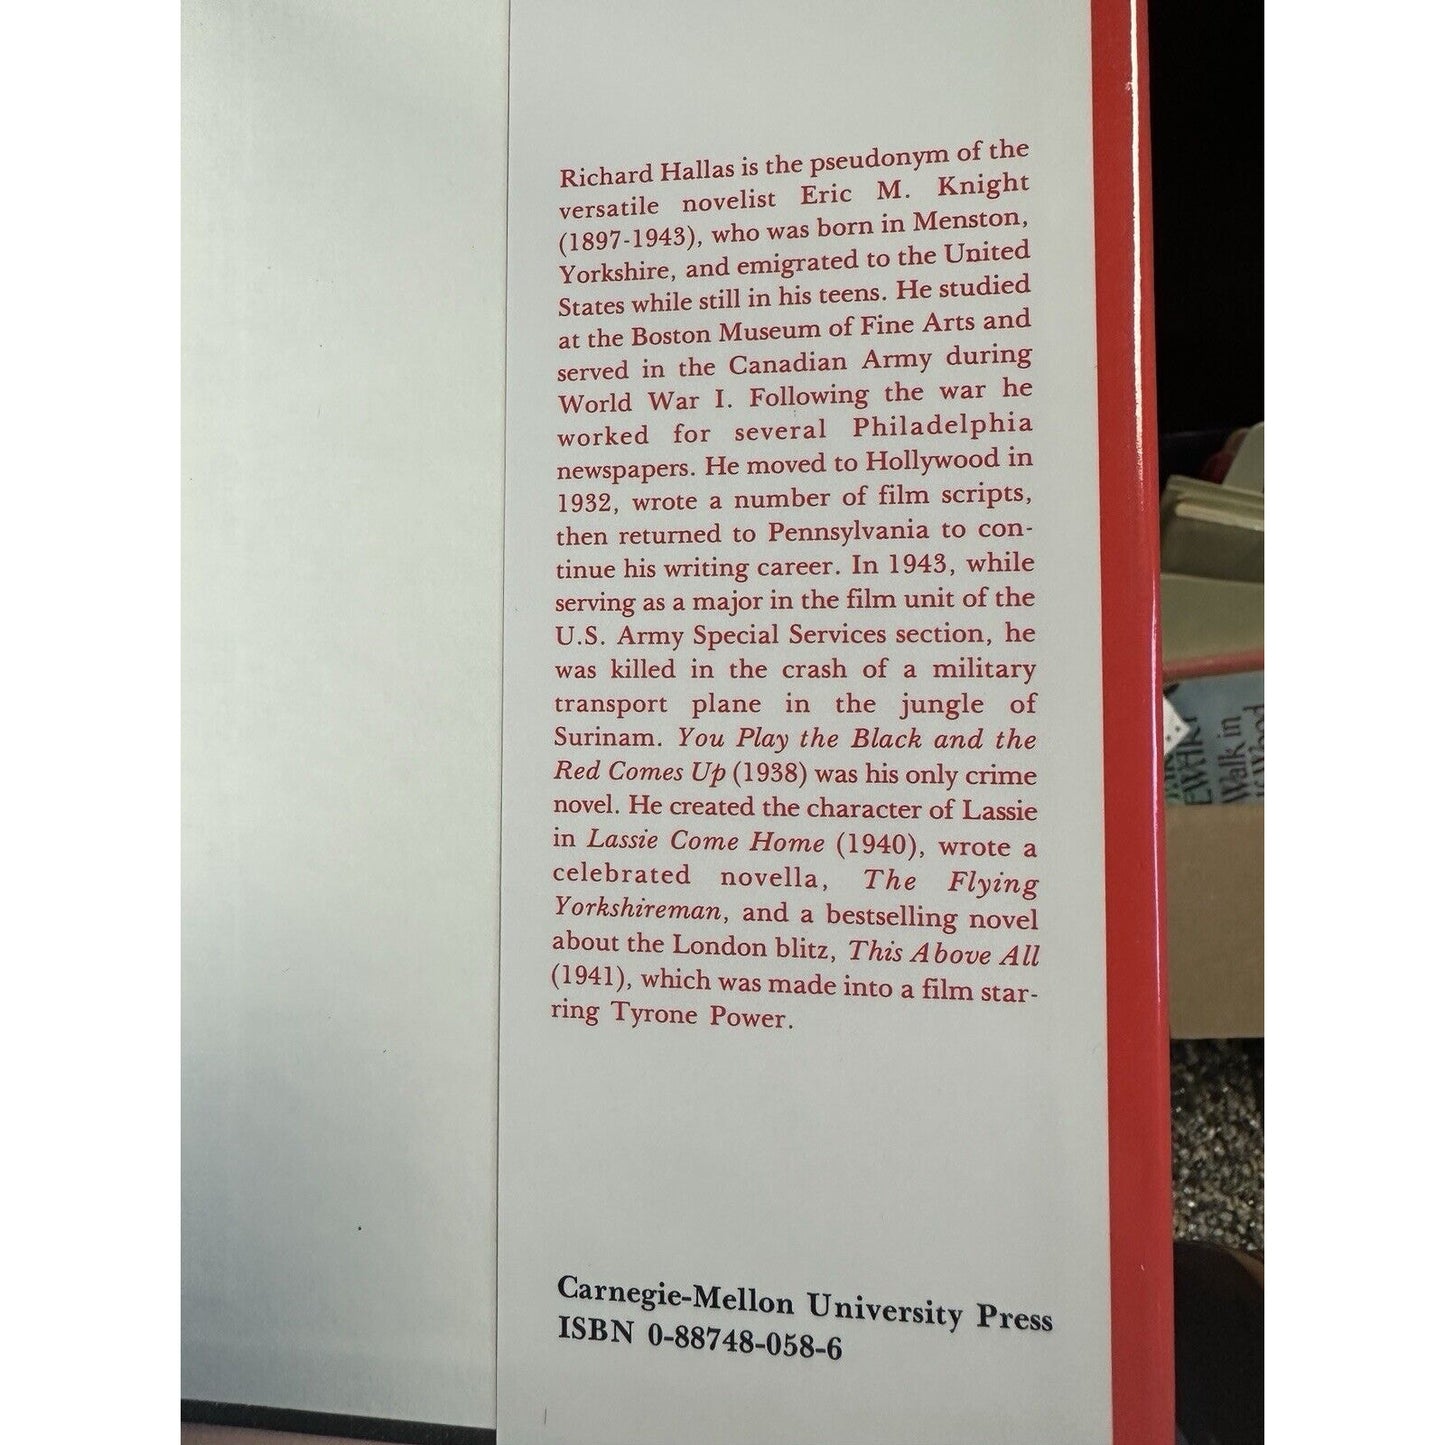 Richard Hallas is the pseudonym of the
versatile novelist Eric M. Knight
(1897-1943), who was born in Menston,
Yorkshire, and emigrated to the United
States while still in his teens. He studied
at the Boston Museum of Fine Arts and
served in the Canadian Army during
World War I. Following the war he
worked for several Philadelphia
newspapers. He moved to Hollywood in
1932, wrote a number of film scripts,
then returned to Pennsylvania to con-
tinue his writing career. In 1943, while
serving as a major in the film unit of the
U.S. Army Special Services section, he
was killed in the crash of a military
transport plane in the jungle of
Surinam. You Play the Black and the
Red Comes Up (1938) was his only crime
novel. He created the character of Lassie
in Lassie Come Home (1940), wrote a
celebrated novella, The Flying
Yorkshireman, and a bestselling novel
about the London blitz, This Above All
(1941), which was made into a film star-
ring Tyrone Power.
Carnegie-Mellon University Press
ISBN 0-88748-058-6
Walk in